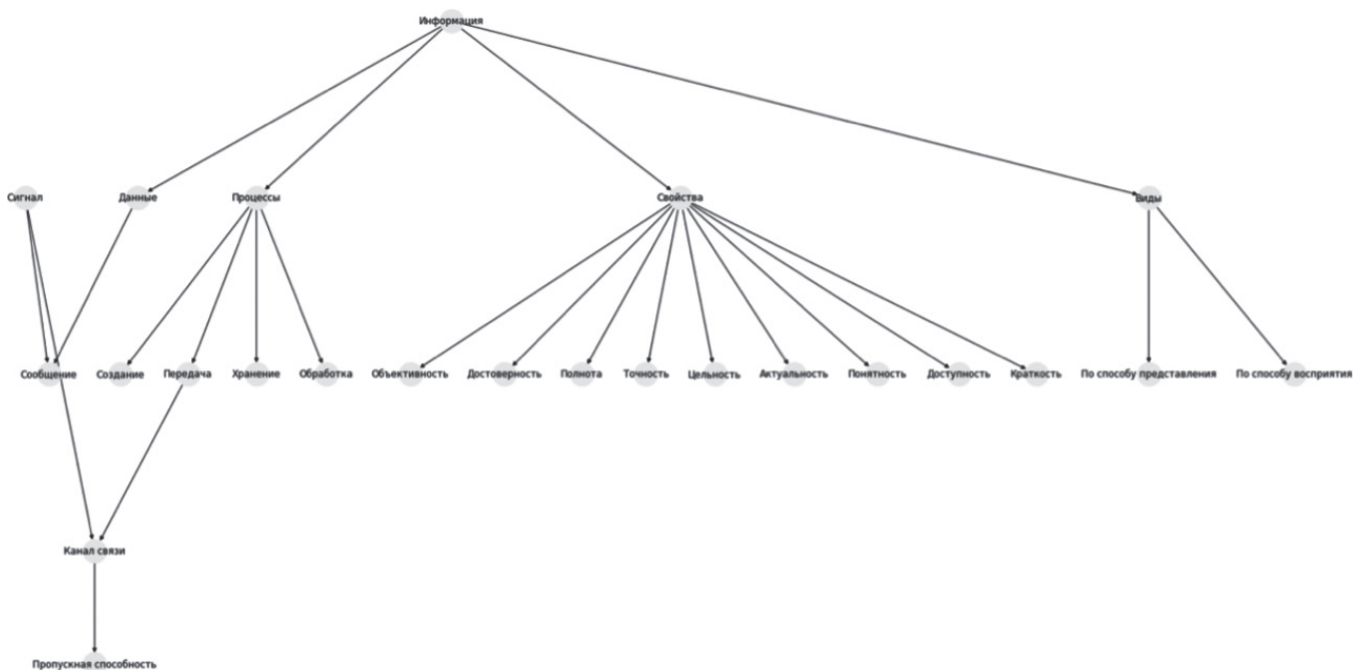 Информация
Сигнал
Данные
Процессы
Свойства
Виды
Сообщение
Создание
Передача
Хранение
Обработка
Объективность
Достоверность
Полнота
Точность
Цельность
Актуальность
Понятность
Доступность
Краткость
По способу представления
По способу восприятия
Канал связи
Пропускная способность